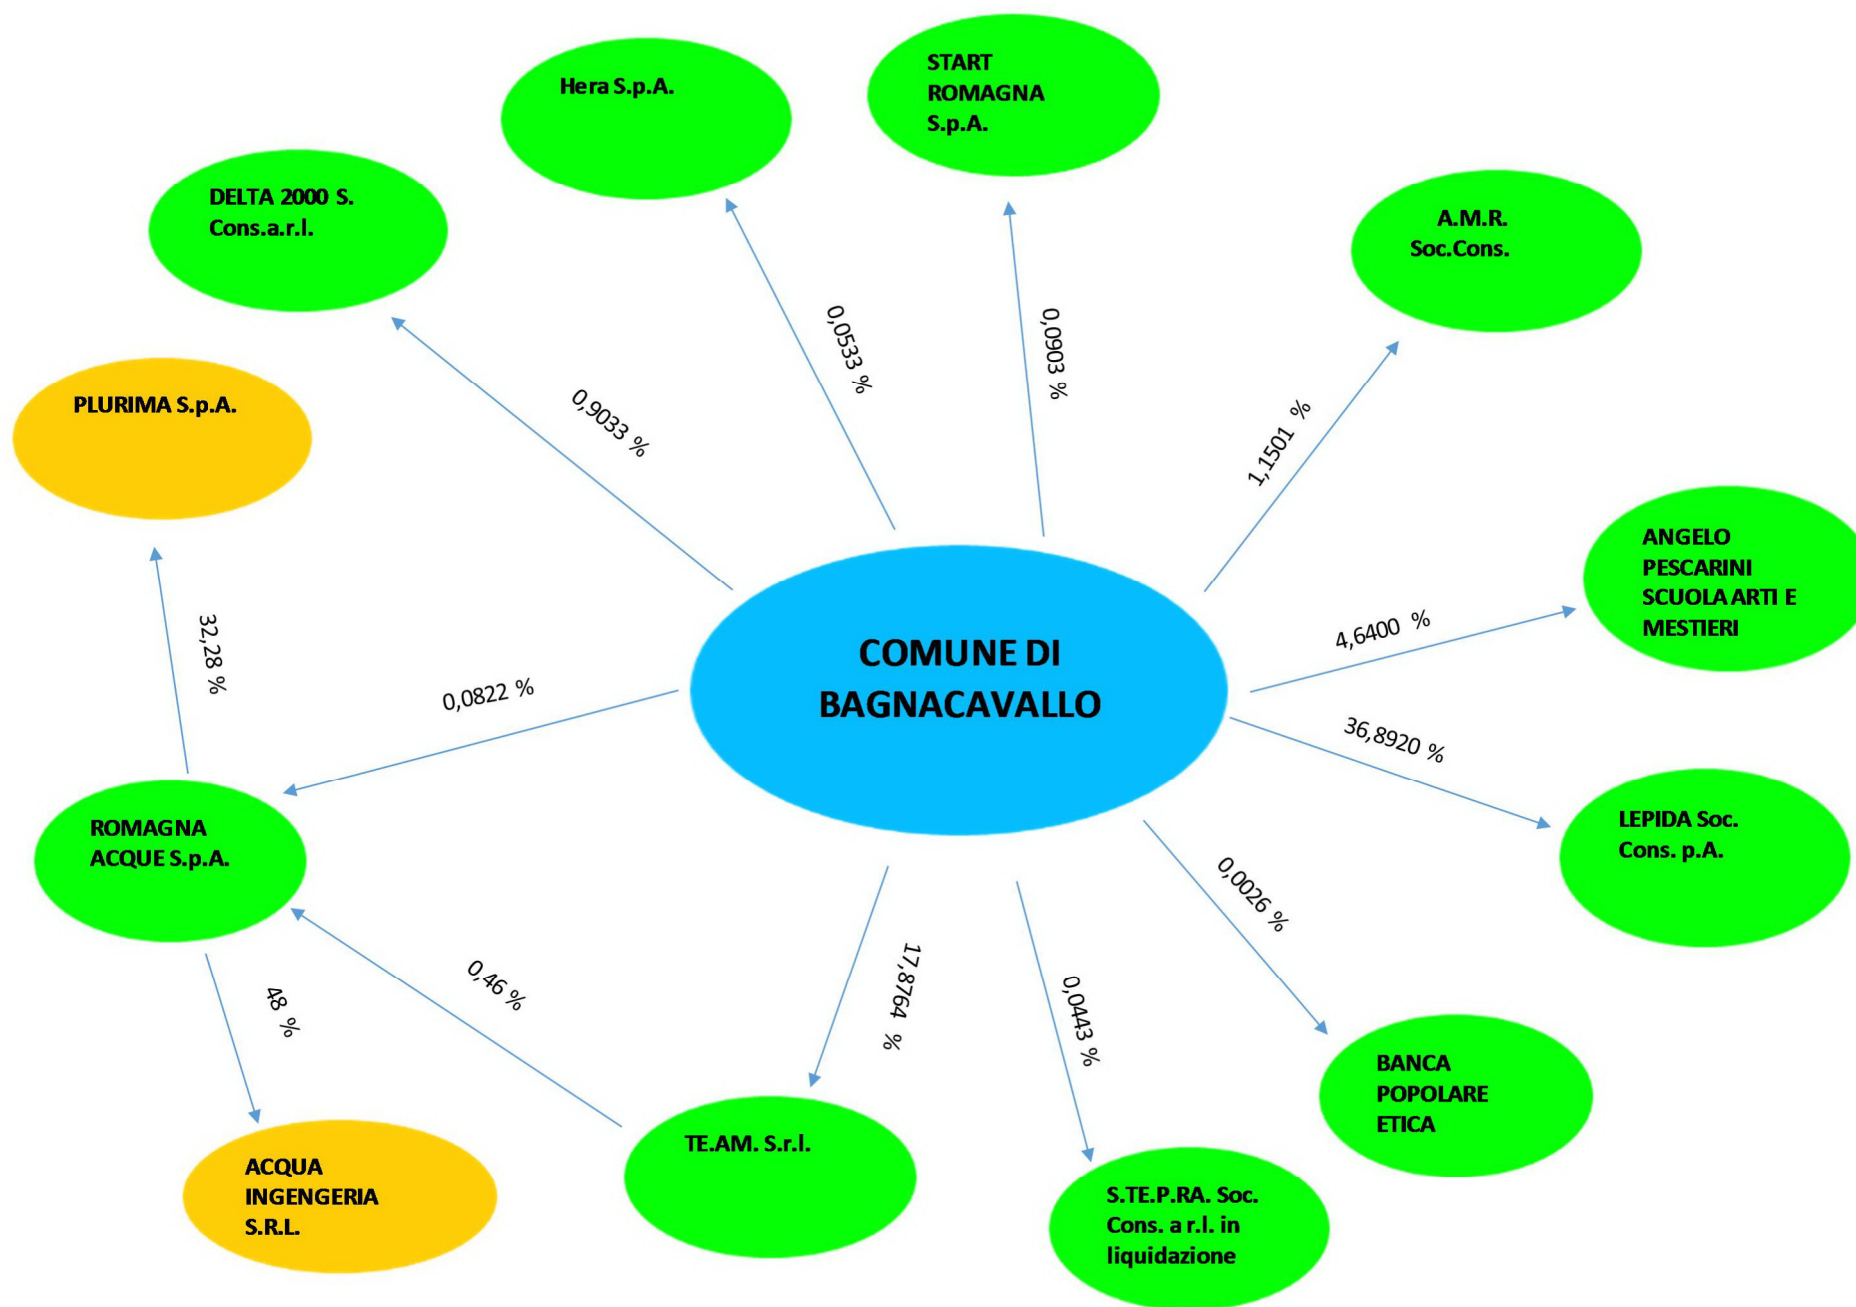 START
ROMAGNA
S.p.A.
Hera S.p.A.
DELTA 2000 S.
Cons.a.r.l.
A.M.R.
Soc.Cons.
0,0533 %
0,0903 %
PLURIMA S.p.A.
0,9033 %
1,1501 %
ANGELO
PESCARINI
SCUOLA ARTI E
MESTIERI
32,28 %
4,6400 %
COMUNE DI
BAGNACAVALLO
0,0822 %
36,8920 %
ROMAGNA
ACQUE S.p.A.
LEPIDA Soc.
Cons. p.A.
0,0026 %
0,46 %
17,8764 %
48 %
0,0443 %
BANCA
POPOLARE
ETICA
TE.AM. S.r.l.
ACQUA
INGENGERIA
S.R.L.
S.TE.P.RA. Soc.
Cons. a r.l. in
liquidazione